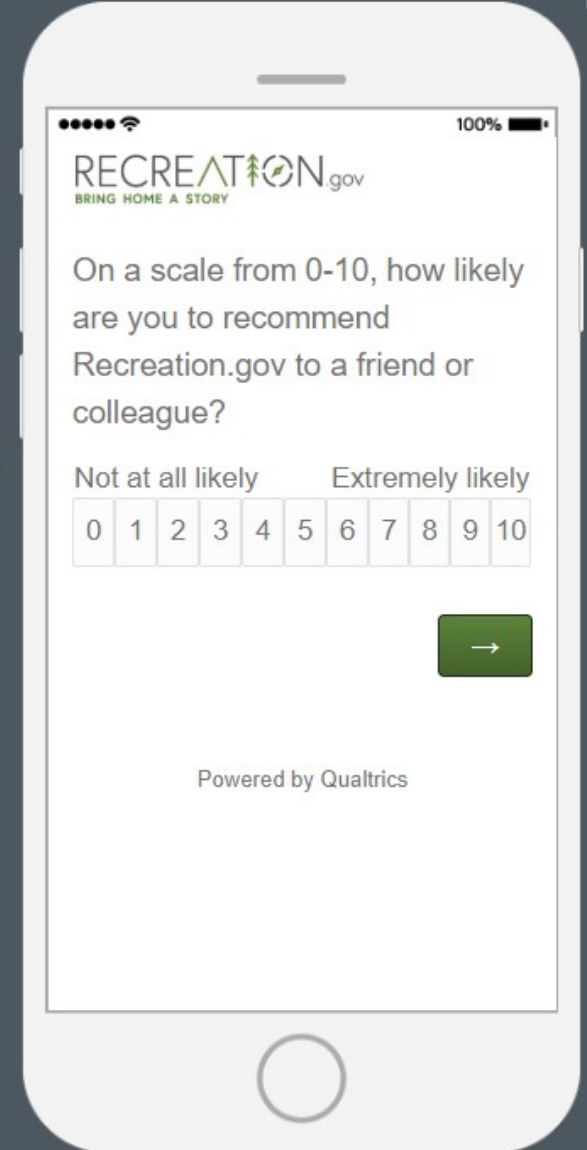 100%
RECREATION.gov
BRING HOME A STORY
On a scale from 0-10, how likely
are you to recommend
Recreation.gov to a friend or
colleague?
Not at all likely Extremely likely
0 1 2 3 4 5 6 7 8 9 10
→
Powered by Qualtrics